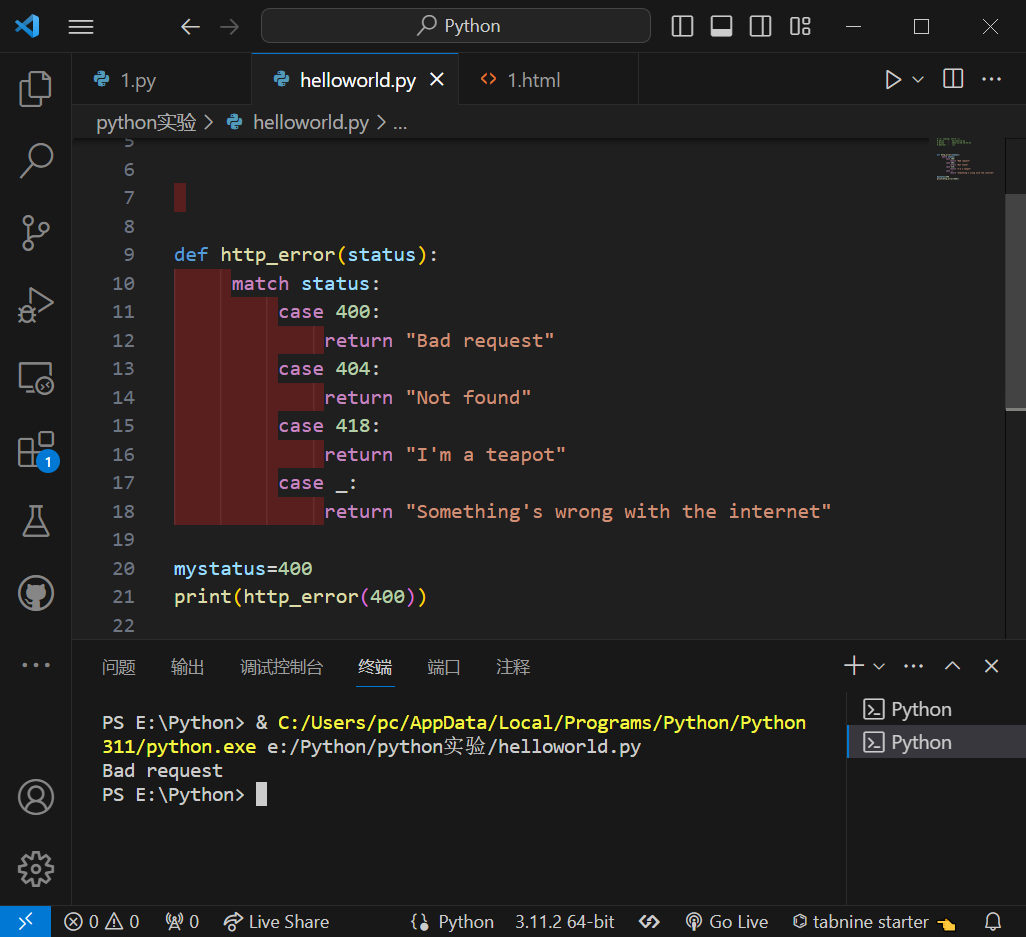 Python
1.py
helloworld.py
1.html
python实验 > helloworld.py > ...
5
6
7
8
9 def http_error(status):
10 match status:
11 case 400:
12 return "Bad request"
13 case 404:
14 return "Not found"
15 case 418:
16 return "I'm a teapot"
17 case _:
18 return "Something's wrong with the internet"
19
20 mystatus=400
21 print(http_error(400))
22
问题 输出 调试控制台 终端 端口 注释
PS E:\Python> & C:/Users/pc/AppData/Local/Programs/Python/Python
311/python.exe e:/Python/python实验/helloworld.py
Bad request
PS E:\Python>
Python
Python
1
0 0 0 Live Share Python 3.11.2 64-bit Go Live tabnine starter